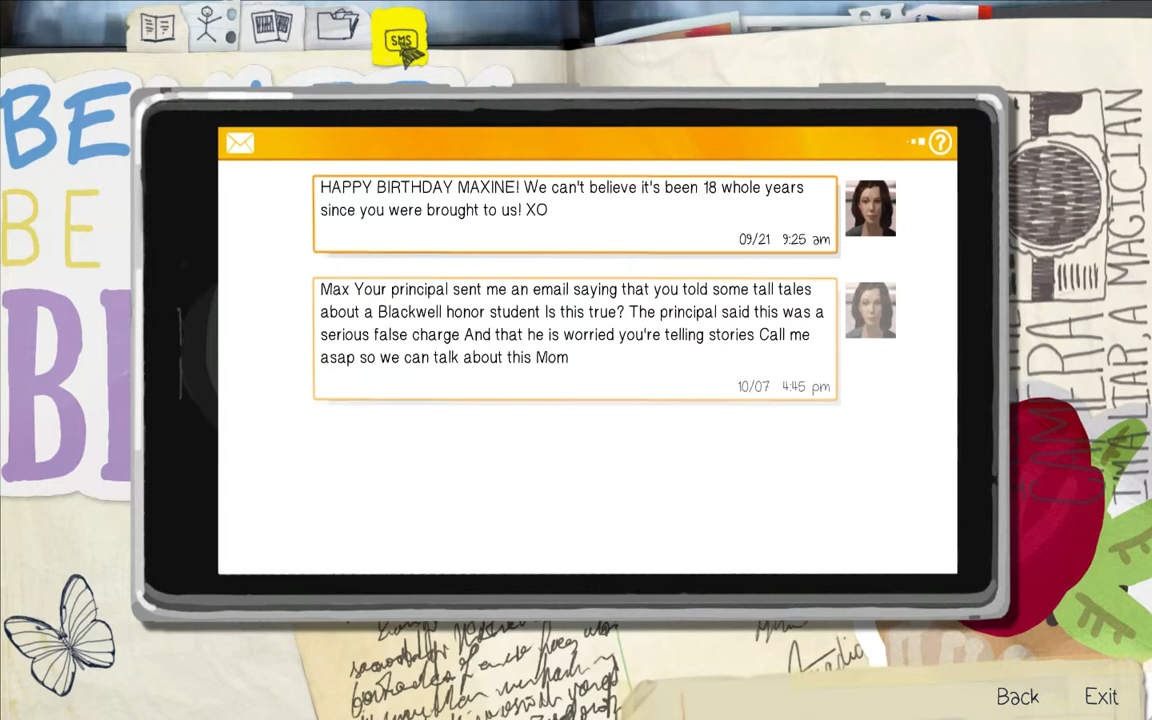 SMS
HAPPY BIRTHDAY MAXINE! We can't believe it's been 18 whole years
since you were brought to us! XO
09/21 9:25 am
Max Your principal sent me an email saying that you told some tall tales
about a Blackwell honor student Is this true? The principal said this was a
serious false charge And that he is worried you're telling stories Call me
asap so we can talk about this Mom
10/07 4:45 pm
BE
BE
CAMERA
I'M A LIAR, A MAGICIAN
Back Exit